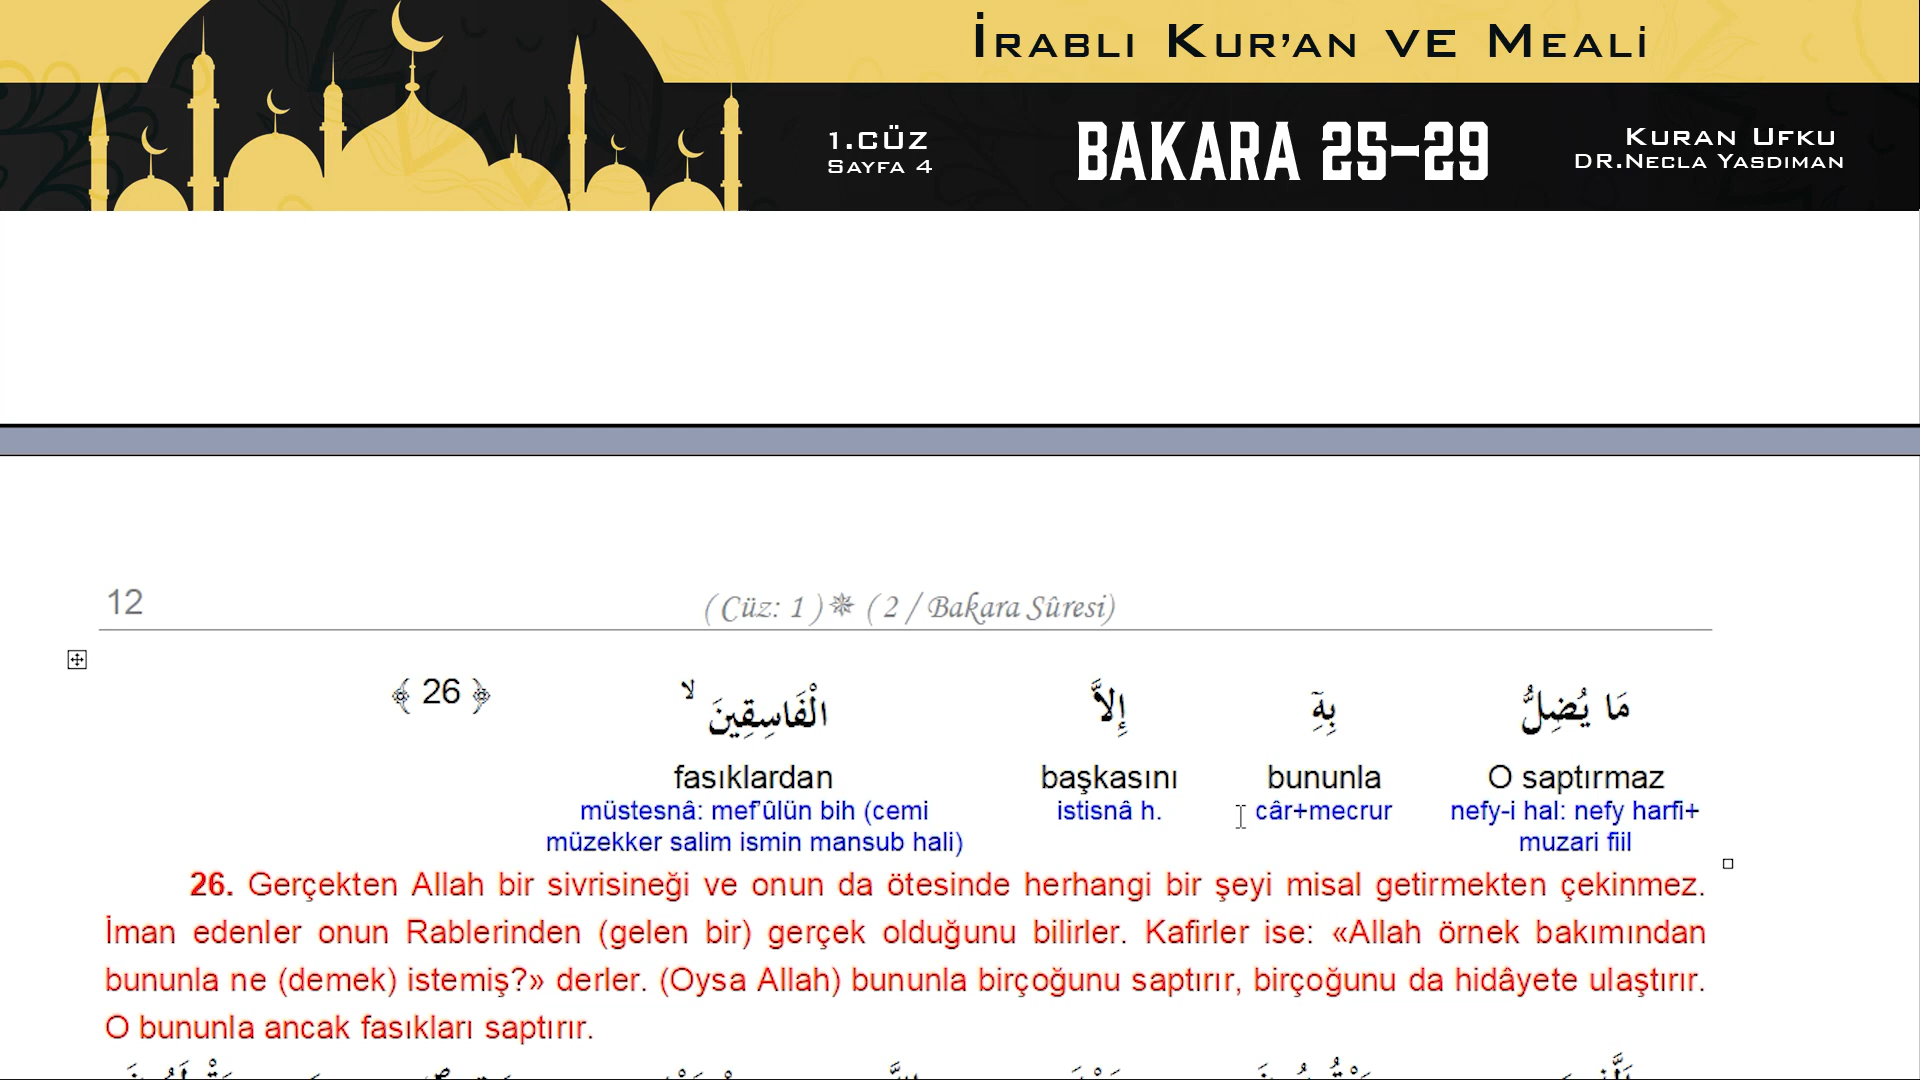 İRABLI KUR'AN VE MEALİ
1.CÜZ
SAYFA 4
BAKARA 25-29
KURAN UFKU
DR.NECLA YASDIMAN
12
(Cüz: 1) ✵ (2 / Bakara Sûresi)
مَا يُضِلُّ بِهِٓ إِلاَّ الْفَاسِقِينَ ۙ ﴿ 26 ﴾
O saptırmaz bununla başkasını fasıklardan
nefy-i hal: nefy harfi+ muzari fiil
câr+mecrur
istisnâ h.
müstesnâ: mef'ûlün bih (cemi
müzekker salim ismin mansub hali)
26. Gerçekten Allah bir sivrisineği ve onun da ötesinde herhangi bir şeyi misal getirmekten çekinmez.
İman edenler onun Rablerinden (gelen bir) gerçek olduğunu bilirler. Kafirler ise: «Allah örnek bakımından
bununla ne (demek) istemiş?» derler. (Oysa Allah) bununla birçoğunu saptırır, birçoğunu da hidâyete ulaştırır.
O bununla ancak fasıkları saptırır.